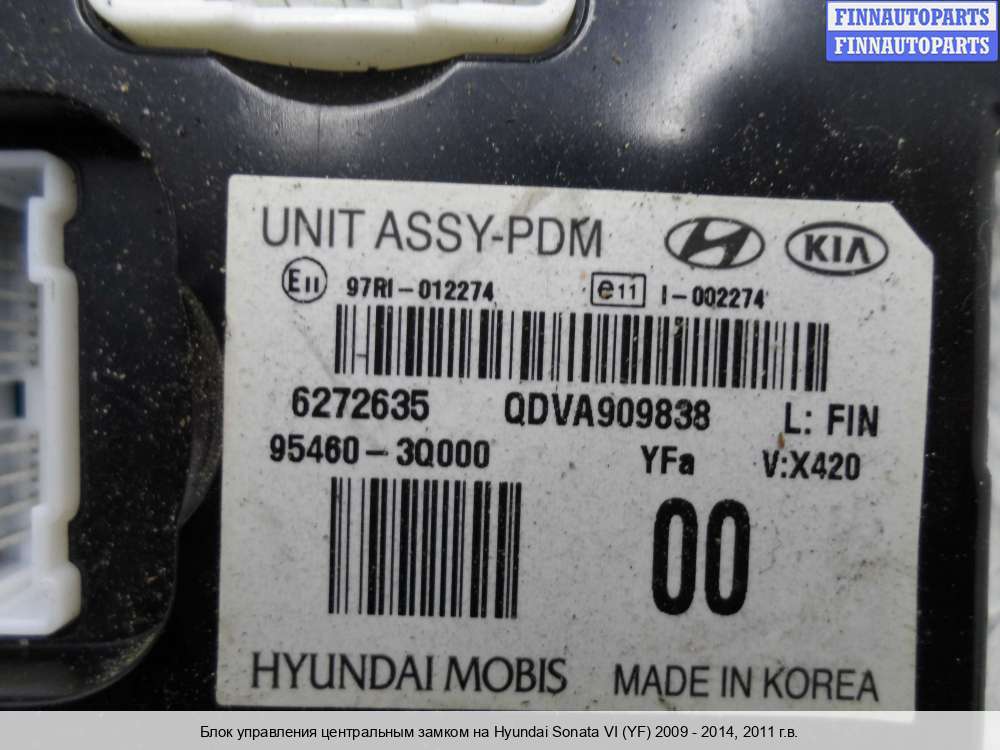 FINNAUTOPARTS
FINNAUTOPARTS
UNIT ASSY-PDM
KIA
E11 97RI-012274 e11 I-002274
6272635 QDVA909838 L: FIN
95460-3Q000 YFa V:X420
00
HYUNDAI MOBIS MADE IN KOREA
Блок управления центральным замком на Hyundai Sonata VI (YF) 2009 - 2014, 2011 г.в.